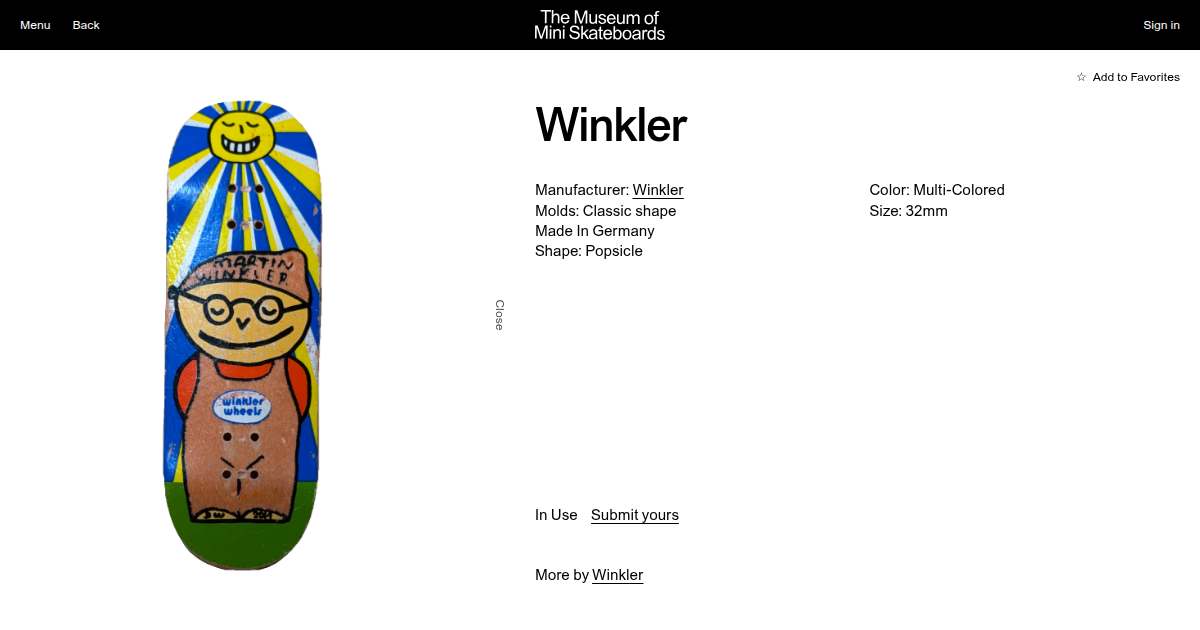 Menu
Back
The Museum of
Mini Skateboards
Sign in
☆ Add to Favorites
Winkler
Manufacturer: Winkler
Molds: Classic shape
Made In Germany
Shape: Popsicle
Color: Multi-Colored
Size: 32mm
Close
MARTIN
WINKLER
winkler
wheels
In Use
Submit yours
More by Winkler